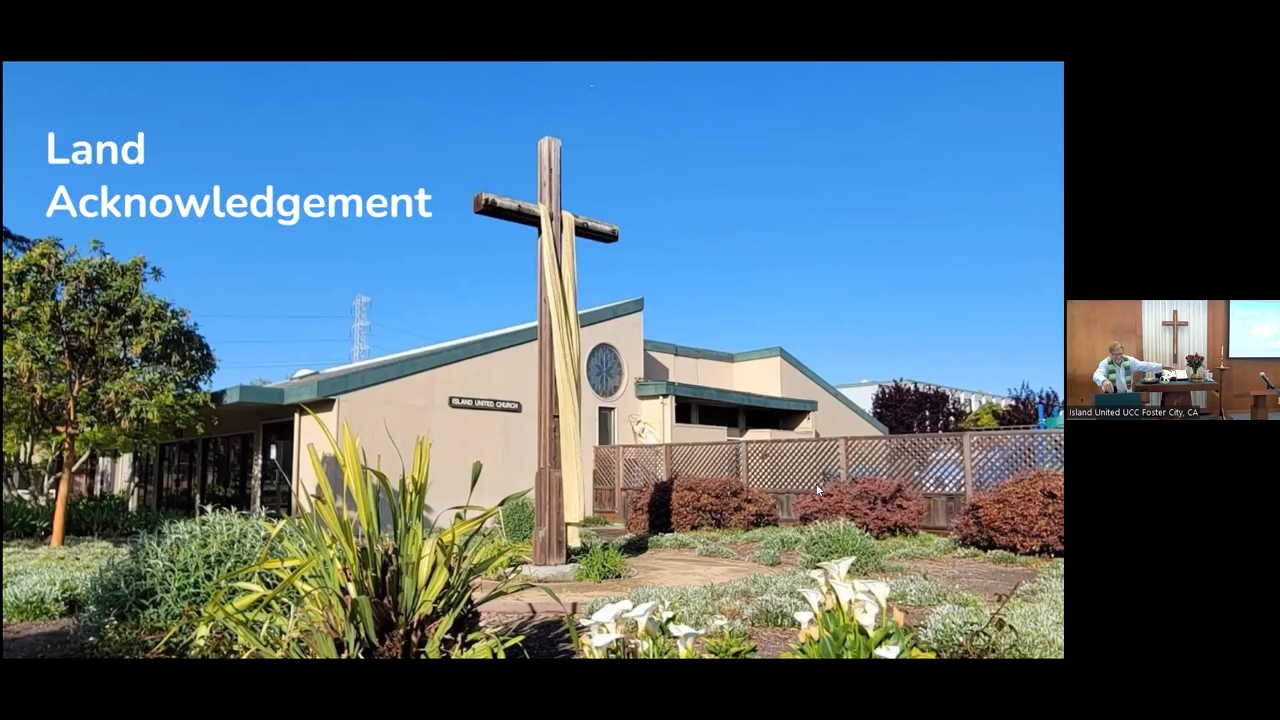 Land
Acknowledgement
ISLAND UNITED CHURCH
Island United UCC Foster City, CA